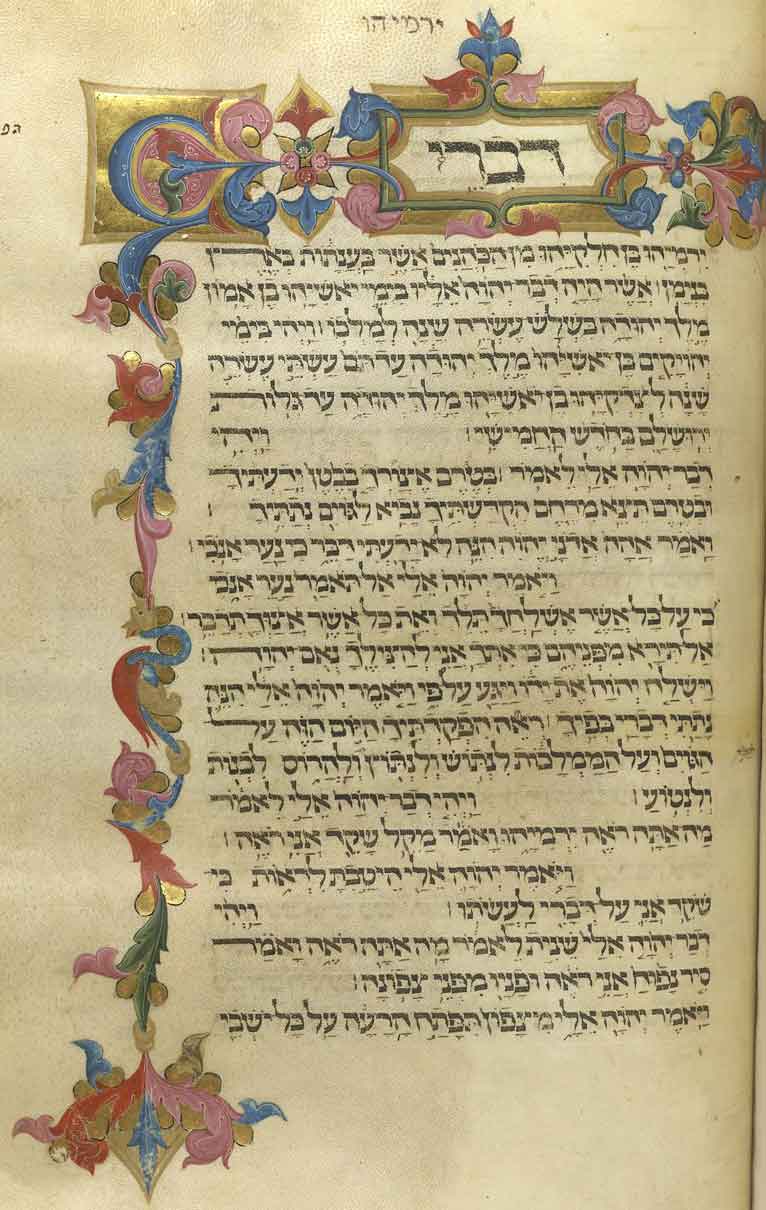 ירמיהו
הפ
דברי
ירמיהו בן חלקיהו מן הכהנים אשר בענתות בארץ
בנימן׃ אשר היה דבר יהוה אליו בימי יאשיהו בן אמון
מלך יהודה בשלש עשרה שנה למלכו׃ ויהי בימי
יהויקים בן יאשיהו מלך יהודה עד תם עשתי עשרה
שנה לצדקיהו בן יאשיהו מלך יהודה עד גלות
ירושלם בחדש החמישי׃ ויהי
דבר יהוה אלי לאמר׃ בטרם אצורך בבטן ידעתיך
ובטרם תצא מרחם הקדשתיך נביא לגוים נתתיך׃
ואמר אהה אדני יהוה הנה לא ידעתי דבר כי נער אנכי׃
ויאמר יהוה אלי אל תאמר נער אנכי
כי על כל אשר אשלחך תלך ואת כל אשר אצוך תדבר׃
אל תירא מפניהם כי אתך אני להצילך נאם יהוה׃
וישלח יהוה את ידו ויגע על פי ויאמר יהוה אלי הנה
נתתי דברי בפיך׃ ראה הפקדתיך היום הזה על
הגוים ועל הממלכות לנתוש ולנתוץ ולהרוס לבנות
ולנטוע׃ ויהי דבר יהוה אלי לאמר
מה אתה ראה ירמיהו ואמר מקל שקד אני ראה׃
ויאמר יהוה אלי היטבת לראות כי
שקד אני על דברי לעשתו׃ ויהי
דבר יהוה אלי שנית לאמר מה אתה ראה ואמר
סיר נפוח אני ראה ופניו מפני צפונה׃
ויאמר יהוה אלי מצפון תפתח הרעה על כל ישבי